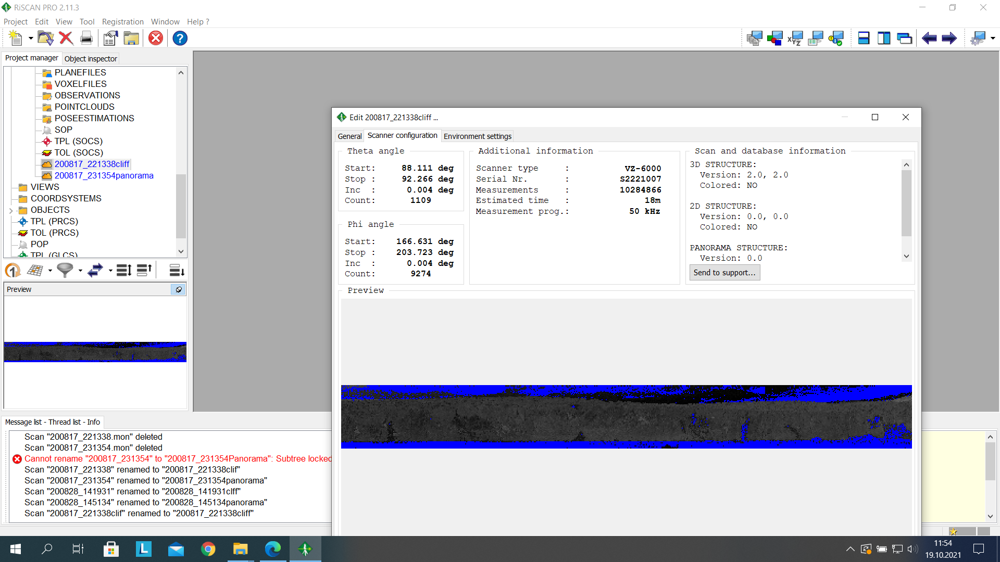 RiSCAN PRO 2.11.3
Project Edit View Tool Registration Window Help ?
Project manager Object inspector
PLANEFILES
VOXELFILES
OBSERVATIONS
POINTCLOUDS
POSEESTIMATIONS
SOP
TPL (SOCS)
TOL (SOCS)
200817_221338cliff
200817_231354panorama
VIEWS
COORDSYSTEMS
OBJECTS
TPL (PRCS)
TOL (PRCS)
POP
TPL (GLCS)
Preview
Edit 200817_221338cliff ...
General Scanner configuration Environment settings
Theta angle
Start: 88.111 deg
Stop : 92.266 deg
Inc : 0.004 deg
Count: 1109
Phi angle
Start: 166.631 deg
Stop : 203.723 deg
Inc : 0.004 deg
Count: 9274
Additional information
Scanner type : VZ-6000
Serial Nr. : S2221007
Measurements : 10284866
Estimated time : 18m
Measurement prog.: 50 kHz
Scan and database information
3D STRUCTURE:
Version: 2.0, 2.0
Colored: NO
2D STRUCTURE:
Version: 0.0, 0.0
Colored: NO
PANORAMA STRUCTURE:
Version: 0.0
Send to support...
Preview
Message list - Thread list - Info
Scan "200817_221338.mon" deleted
Scan "200817_231354.mon" deleted
Cannot rename "200817_231354" to "200817_231354Panorama": Subtree locked
Scan "200817_221338" renamed to "200817_221338clif"
Scan "200817_231354" renamed to "200817_231354panorama"
Scan "200828_141931" renamed to "200828_141931clff"
Scan "200828_145134" renamed to "200828_145134panorama"
Scan "200817_221338clif" renamed to "200817_221338cliff"
11:54
19.10.2021